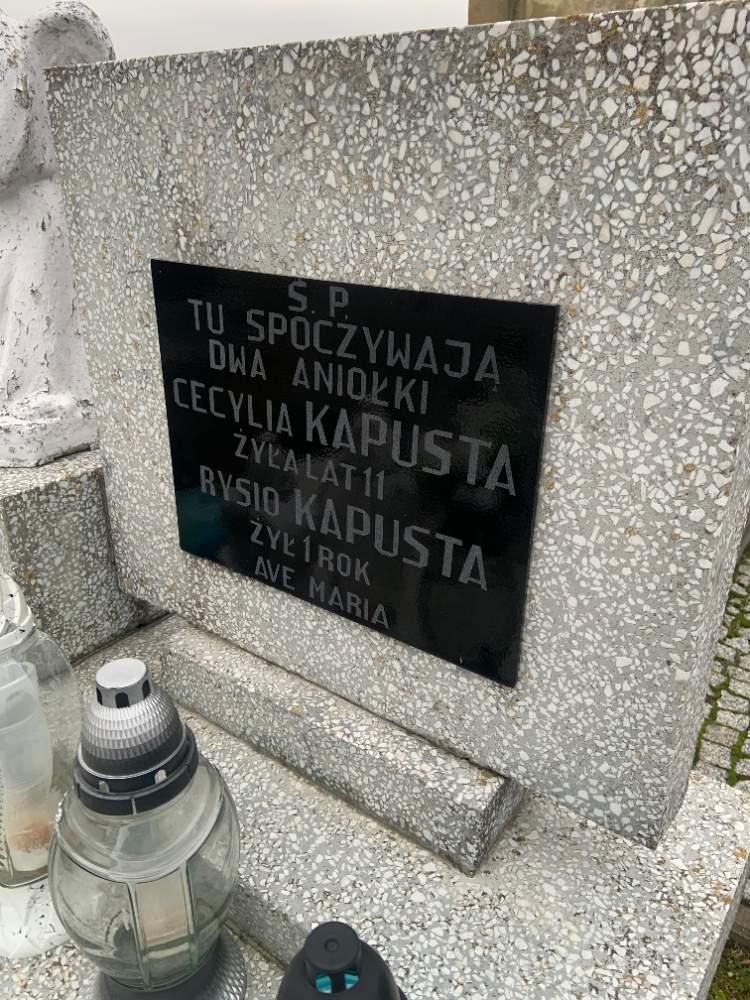 Ś. P.
TU SPOCZYWAJĄ
DWA ANIOŁKI
CECYLIA KAPUSTA
ŻYŁA LAT 11
RYSIO KAPUSTA
ŻYŁ 1 ROK
AVE MARIA